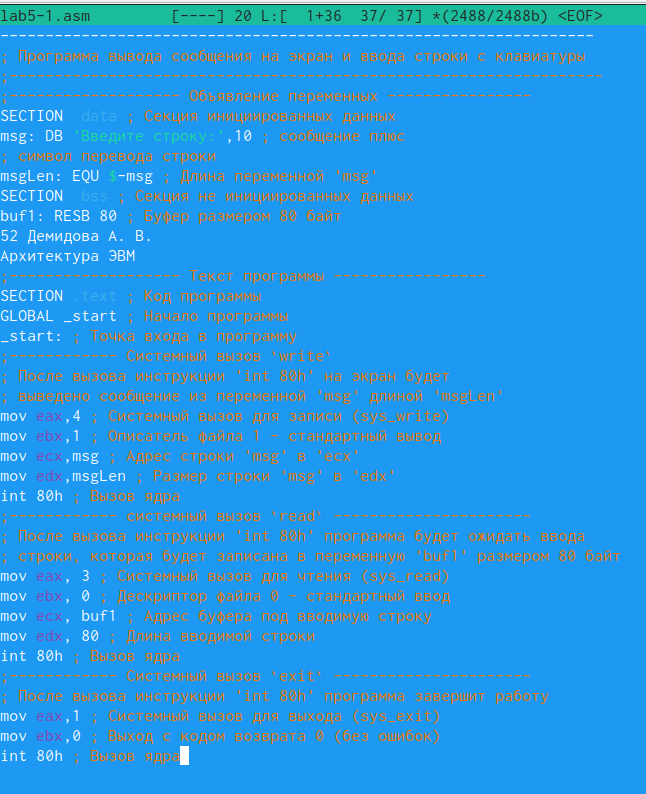 lab5-1.asm [----] 20 L:[ 1+36 37/ 37] *(2488/2488b) <EOF>
------------------------------------------------------------------
; Программа вывода сообщения на экран и ввода строки с клавиатуры
;------------------------------------------------------------------
;------------------- Объявление переменных ----------------
SECTION .data ; Секция инициированных данных
msg: DB 'Введите строку:',10 ; сообщение плюс
; символ перевода строки
msgLen: EQU $-msg ; Длина переменной 'msg'
SECTION .bss ; Секция не инициированных данных
buf1: RESB 80 ; Буфер размером 80 байт
52 Демидова А. В.
Архитектура ЭВМ
;------------------- Текст программы -----------------
SECTION .text ; Код программы
GLOBAL _start ; Начало программы
_start: ; Точка входа в программу
;------------ Системный вызов `write`
; После вызова инструкции 'int 80h' на экран будет
; выведено сообщение из переменной 'msg' длиной 'msgLen'
mov eax,4 ; Системный вызов для записи (sys_write)
mov ebx,1 ; Описатель файла 1 - стандартный вывод
mov ecx,msg ; Адрес строки 'msg' в 'ecx'
mov edx,msgLen ; Размер строки 'msg' в 'edx'
int 80h ; Вызов ядра
;------------ системный вызов `read` ----------------------
; После вызова инструкции 'int 80h' программа будет ожидать ввода
; строки, которая будет записана в переменную 'buf1' размером 80 байт
mov eax, 3 ; Системный вызов для чтения (sys_read)
mov ebx, 0 ; Дескриптор файла 0 - стандартный ввод
mov ecx, buf1 ; Адрес буфера под вводимую строку
mov edx, 80 ; Длина вводимой строки
int 80h ; Вызов ядра
;------------ Системный вызов `exit` ----------------------
; После вызова инструкции 'int 80h' программа завершит работу
mov eax,1 ; Системный вызов для выхода (sys_exit)
mov ebx,0 ; Выход с кодом возврата 0 (без ошибок)
int 80h ; Вызов ядра